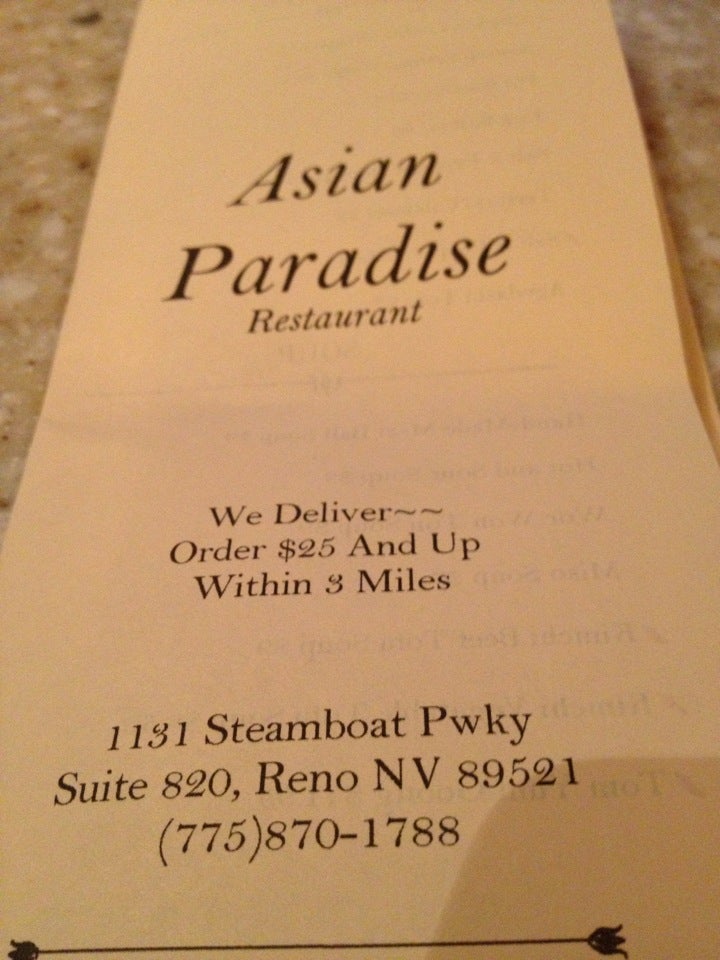 Asian
Paradise
Restaurant
We Deliver~~
Order $25 And Up
Within 3 Miles
1131 Steamboat Pwky
Suite 820, Reno NV 89521
(775)870-1788